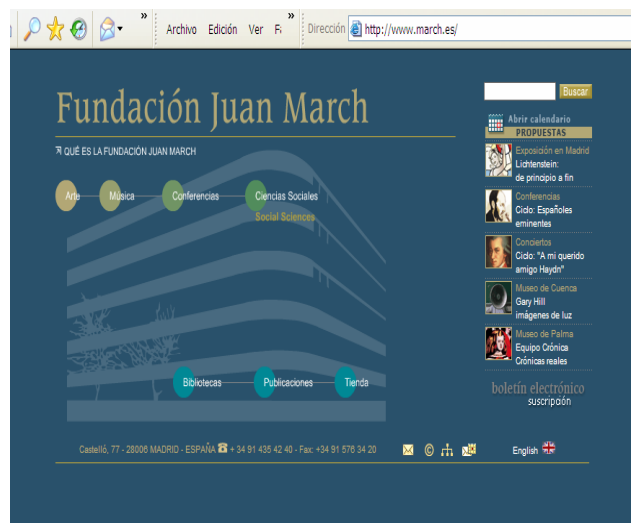 » Archivo Edición Ver »
Dirección http://www.march.es/
Fundación Juan March
QUÉ ES LA FUNDACIÓN JUAN MARCH
Arte Música Conferencias Ciencias Sociales
Social Sciences
Bibliotecas Publicaciones Tienda
Buscar
Abrir calendario
PROPUESTAS
Exposición en Madrid
Lichtenstein:
de principio a fin
Conferencias
Ciclo: Españoles
eminentes
Conciertos
Ciclo: "A mi querido
amigo Haydn"
Museo de Cuenca
Gary Hill
imágenes de luz
Museo de Palma
Equipo Crónica
Crónicas reales
boletín electrónico
suscripción
Castelló, 77 - 28006 MADRID - ESPAÑA ☎ + 34 91 435 42 40 - Fax: +34 91 576 34 20
© English